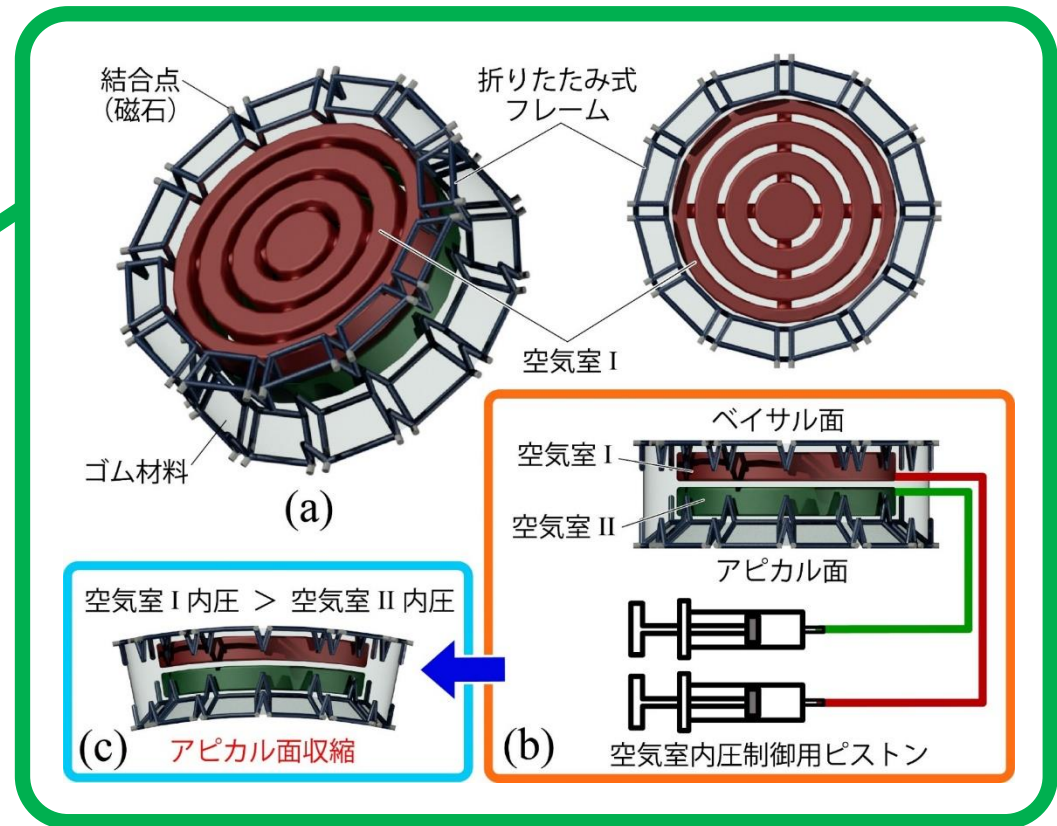 結合点
(磁石)
折りたたみ式
フレーム
空気室 I
ゴム材料
(a)
ベイサル面
空気室 I
空気室 II
アピカル面
空気室内圧制御用ピストン
(b)
空気室 I 内圧 ＞ 空気室 II 内圧
アピカル面収縮
(c)